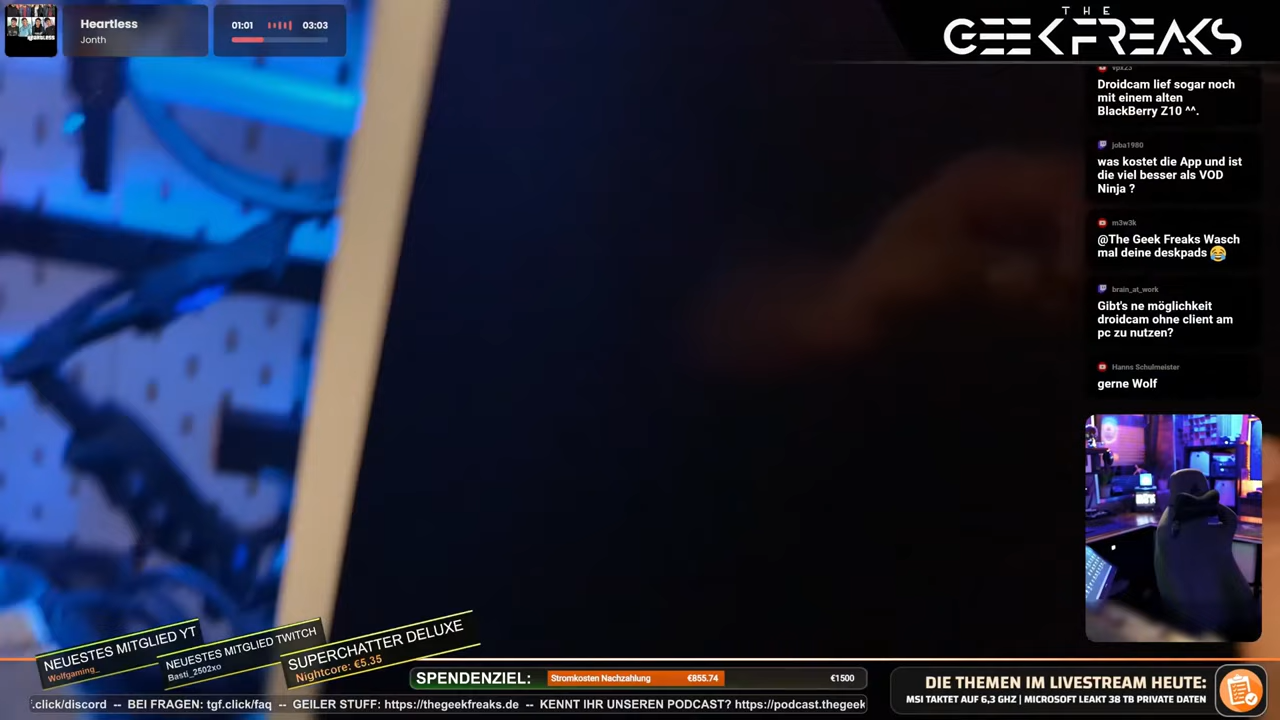 Heartless
Jonth
01:01
03:03
THE
GEEKFREAKS
Droidcam lief sogar noch
mit einem alten
BlackBerry Z10 ^^.
joba1980
was kostet die App und ist
die viel besser als VOD
Ninja ?
m3w3k
@The Geek Freaks Wasch
mal deine deskpads 😂
brain_at_work
Gibt's ne möglichkeit
droidcam ohne client am
pc zu nutzen?
Hanns Schulmeister
gerne Wolf
NEUESTES MITGLIED YT
Wolfgaming_
NEUESTES MITGLIED TWITCH
Basti_2502xo
SUPERCHATTER DELUXE
Nightcore: €5.35
SPENDENZIEL:
Stromkosten Nachzahlung
€855.74
€1500
.click/discord -- BEI FRAGEN: tgf.click/faq -- GEILER STUFF: https://thegeekfreaks.de -- KENNT IHR UNSEREN PODCAST? https://podcast.thegeek
DIE THEMEN IM LIVESTREAM HEUTE:
MSI TAKTET AUF 6,3 GHZ | MICROSOFT LEAKT 38 TB PRIVATE DATEN